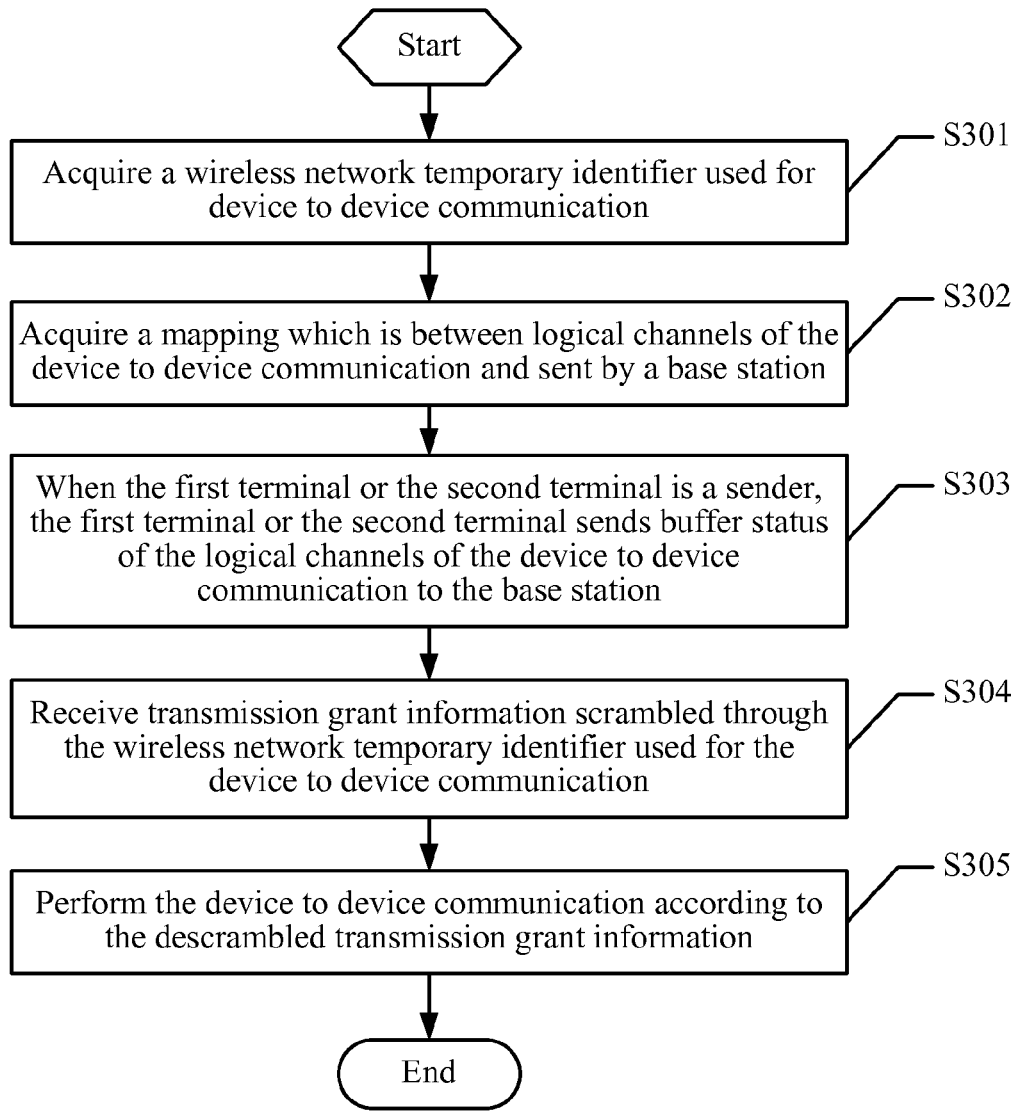 Start
S301
Acquire a wireless network temporary identifier used for
device to device communication
S302
Acquire a mapping which is between logical channels of the
device to device communication and sent by a base station
S303
When the first terminal or the second terminal is a sender,
the first terminal or the second terminal sends buffer status
of the logical channels of the device to device
communication to the base station
S304
Receive transmission grant information scrambled through
the wireless network temporary identifier used for the
device to device communication
S305
Perform the device to device communication according to
the descrambled transmission grant information
End